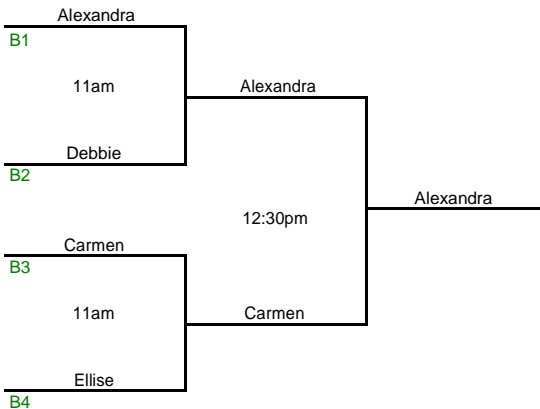 Alexandra
B1
11am
Alexandra
Debbie
B2
Alexandra
12:30pm
Carmen
B3
11am
Carmen
Ellise
B4